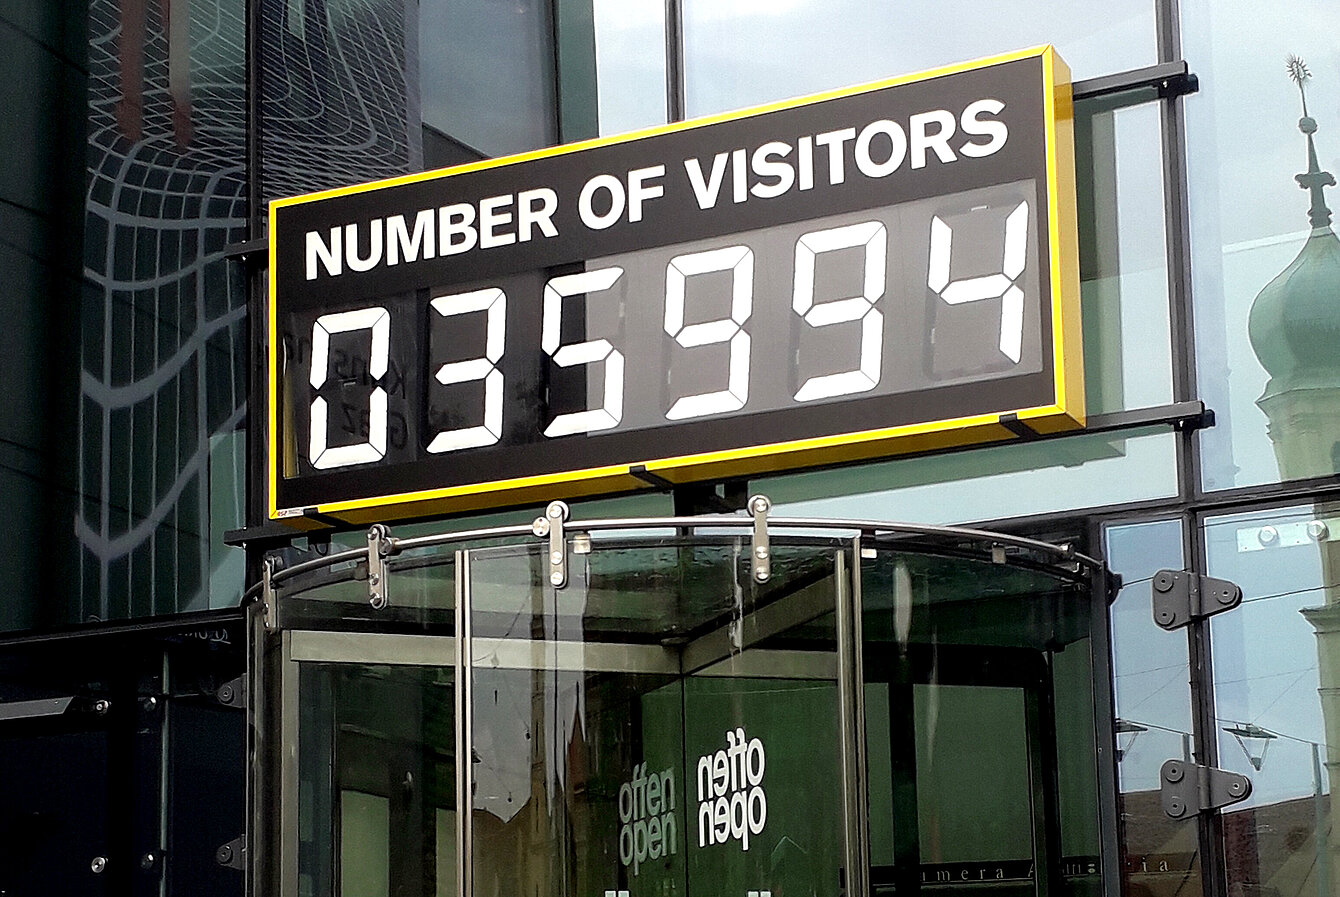 NUMBER OF VISITORS
035994
offen
open
offen
open